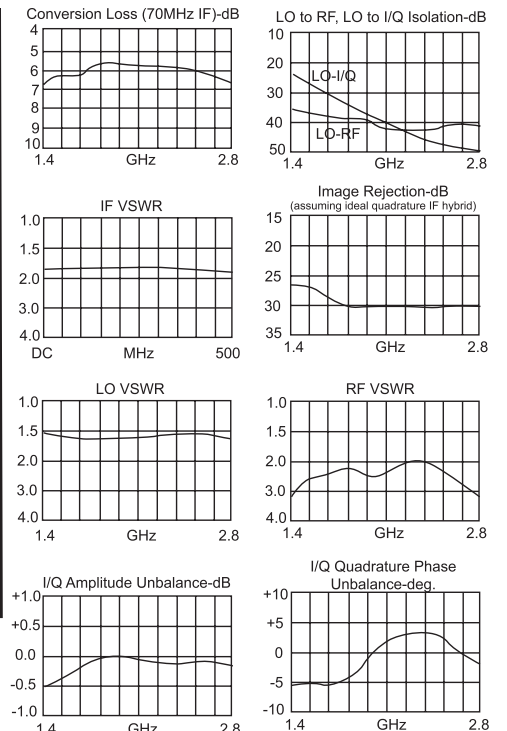 Conversion Loss (70MHz IF)-dB
4
5
6
7
8
9
10
1.4 GHz 2.8
LO to RF, LO to I/Q Isolation-dB
10
20
30
40
50
LO-I/Q
LO-RF
1.4 GHz 2.8
IF VSWR
1.0
1.5
2.0
3.0
4.0
DC MHz 500
Image Rejection-dB
(assuming ideal quadrature IF hybrid)
15
20
25
30
35
1.4 GHz 2.8
LO VSWR
1.0
1.5
2.0
3.0
4.0
1.4 GHz 2.8
RF VSWR
1.0
1.5
2.0
3.0
4.0
1.4 GHz 2.8
I/Q Amplitude Unbalance-dB
+1.0
+0.5
0.0
-0.5
-1.0
1.4 GHz 2.8
I/Q Quadrature Phase
Unbalance-deg.
+10
+5
0
-5
-10
1.4 GHz 2.8